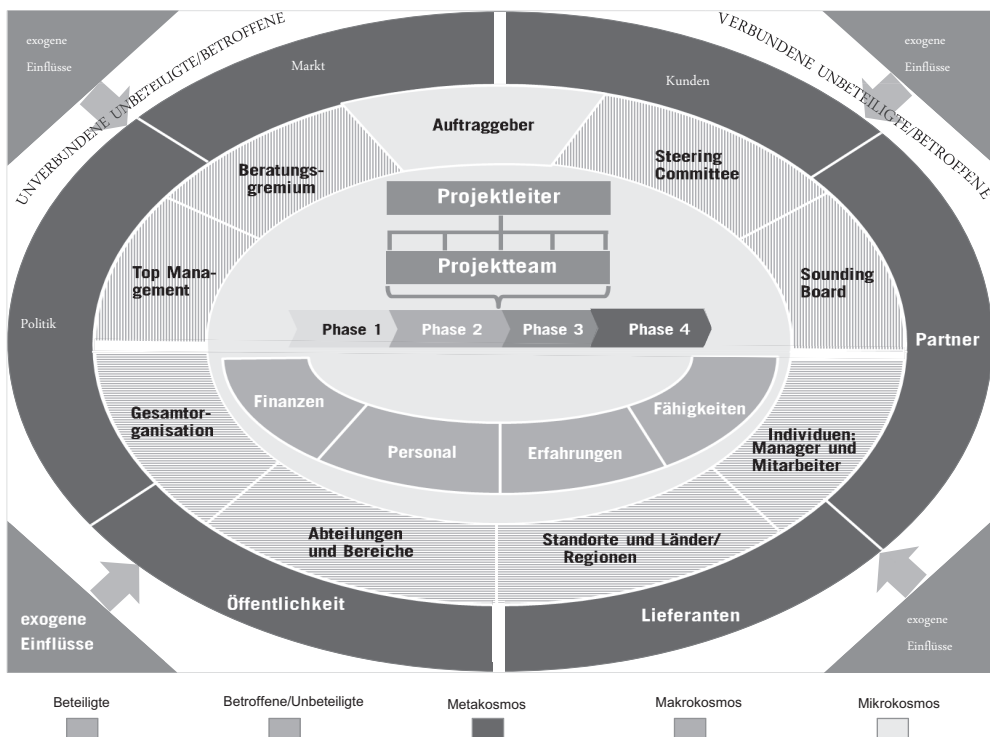 exogene
Einflüsse
UNVERBUNDENE UNBETEILIGTE/BETROFFENE
VERBUNDENE UNBETEILIGTE/BETROFFENE
exogene
Einflüsse
Markt
Kunden
Auftraggeber
Beratungs-
gremium
Steering
Committee
Projektleiter
Projektteam
Top Mana-
gement
Sounding
Board
Politik
Phase 1
Phase 2
Phase 3
Phase 4
Partner
Finanzen
Fähigkeiten
Personal
Erfahrungen
Gesamtor-
ganisation
Individuen:
Manager und
Mitarbeiter
Abteilungen
und Bereiche
Standorte und Länder/
Regionen
Öffentlichkeit
Lieferanten
exogene
Einflüsse
exogene
Einflüsse
Beteiligte
Betroffene/Unbeteiligte
Metakosmos
Makrokosmos
Mikrokosmos